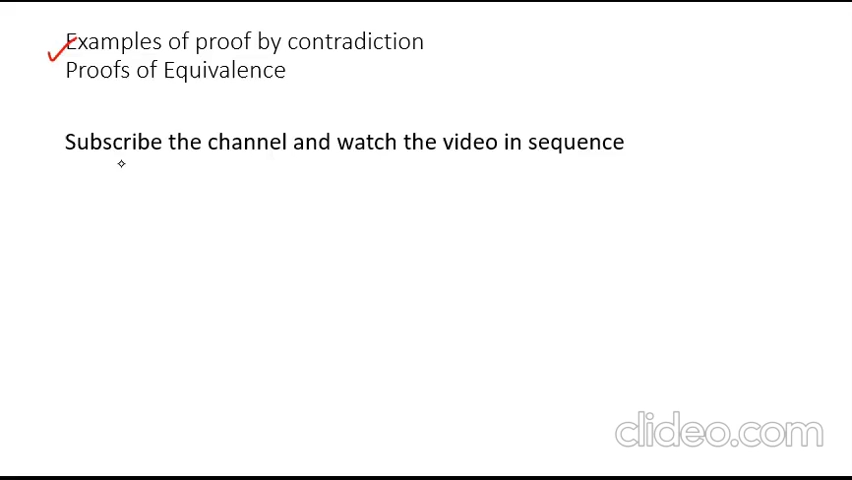 Examples of proof by contradiction
Proofs of Equivalence
Subscribe the channel and watch the video in sequence
clideo.com